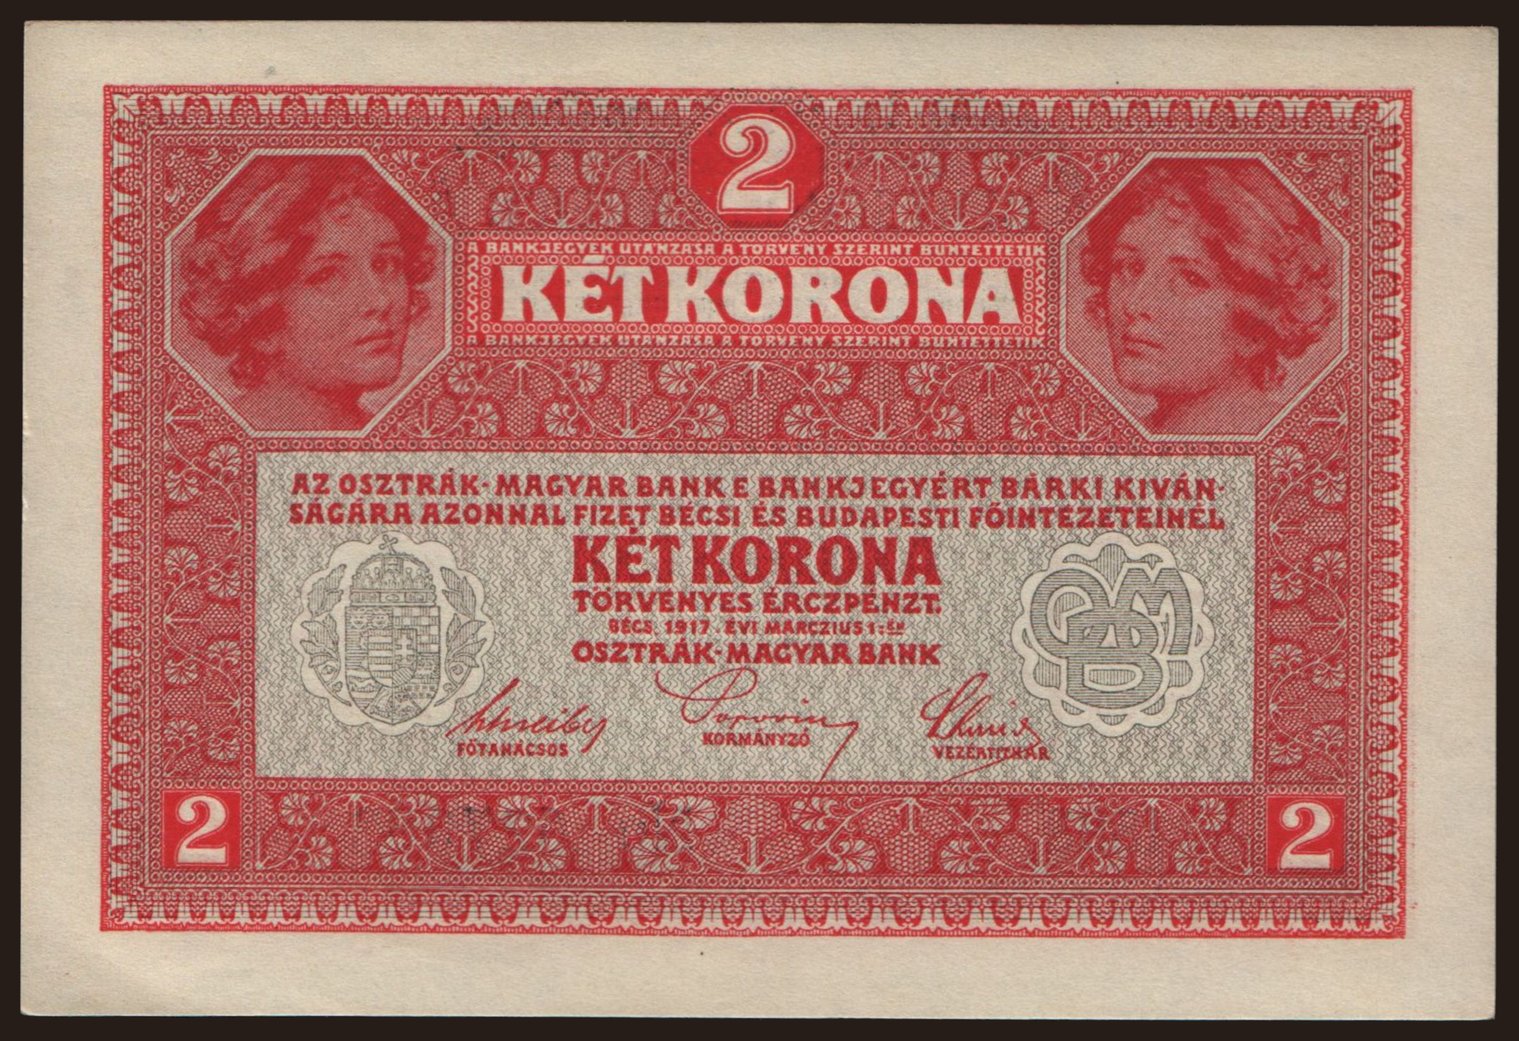 2
A BANKJEGYEK UTÁNZÁSA A TÖRVÉNY SZERINT BÜNTETTETIK
KÉT KORONA
A BANKJEGYEK UTÁNZÁSA A TÖRVÉNY SZERINT BÜNTETTETIK
AZ OSZTRÁK-MAGYAR BANK E BANKJEGYÉRT BÁRKI KIVÁN-
SÁGÁRA AZONNAL FIZET BÉCSI ÉS BUDAPESTI FŐINTÉZETEINÉL
KÉT KORONA
TÖRVÉNYES ÉRCZPÉNZT.
BÉCS, 1917. ÉVI MÁRCZIUS 1-ÉN
OSZTRÁK-MAGYAR BANK
FŐTANÁCSOS KORMÁNYZÓ VEZÉRTITKÁR
2 2